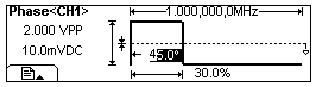 Phase<CH1>
1.000,000,0MHz
2.000 VPP
10.0mVDC
45.0°
30.0%